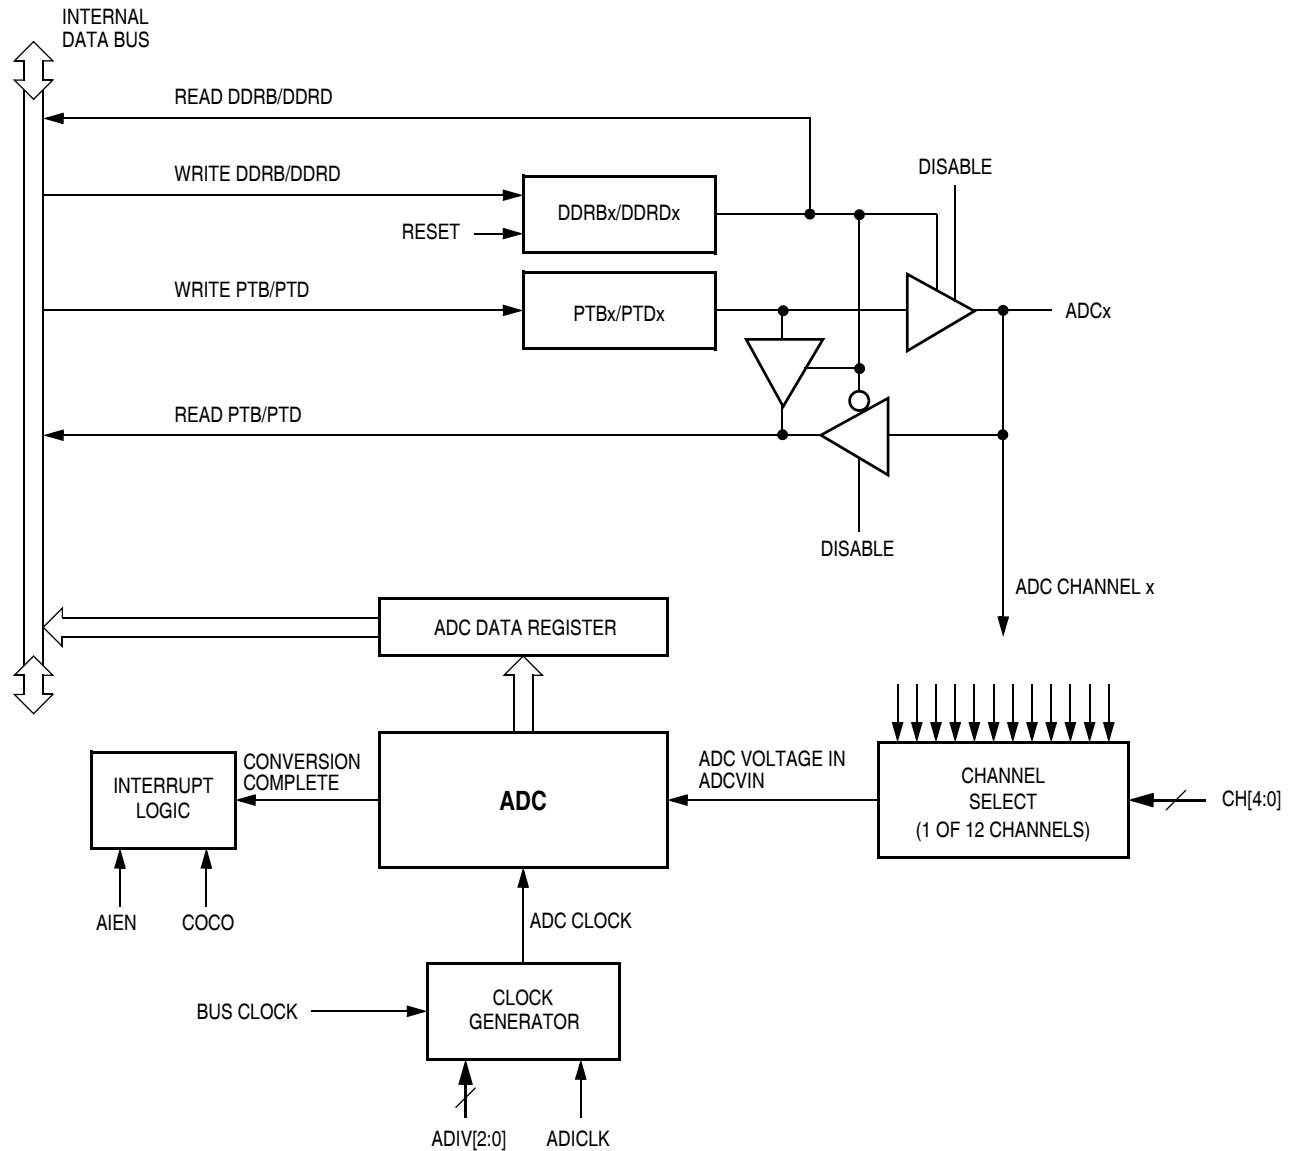 INTERNAL
DATA BUS
READ DDRB/DDRD
WRITE DDRB/DDRD
DISABLE
DDRBx/DDRDx
RESET
WRITE PTB/PTD
PTBx/PTDx
ADCx
READ PTB/PTD
DISABLE
ADC CHANNEL x
ADC DATA REGISTER
INTERRUPT
LOGIC
CONVERSION
COMPLETE
ADC
ADC VOLTAGE IN
ADCVIN
CHANNEL
SELECT
(1 OF 12 CHANNELS)
CH[4:0]
AIEN
COCO
ADC CLOCK
BUS CLOCK
CLOCK
GENERATOR
ADIV[2:0]
ADICLK